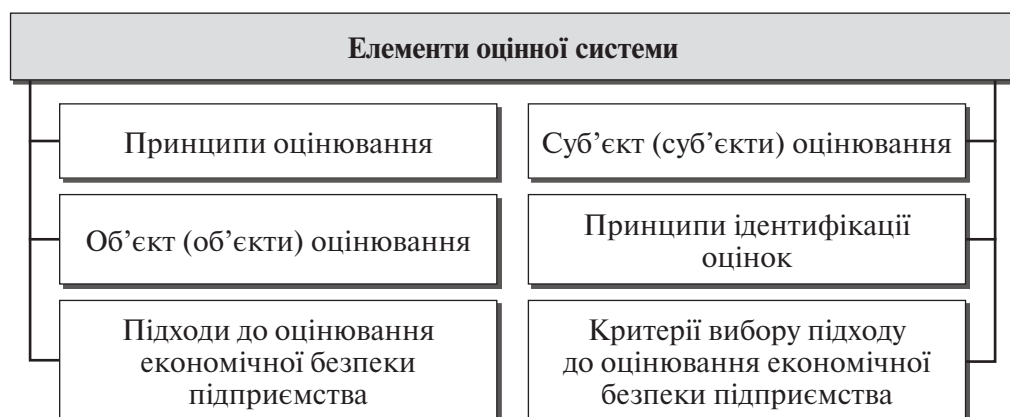 Елементи оцінної системи
Принципи оцінювання
Суб’єкт (суб’єкти) оцінювання
Об’єкт (об’єкти) оцінювання
Принципи ідентифікації
оцінок
Підходи до оцінювання
економічної безпеки
підприємства
Критерії вибору підходу
до оцінювання економічної
безпеки підприємства